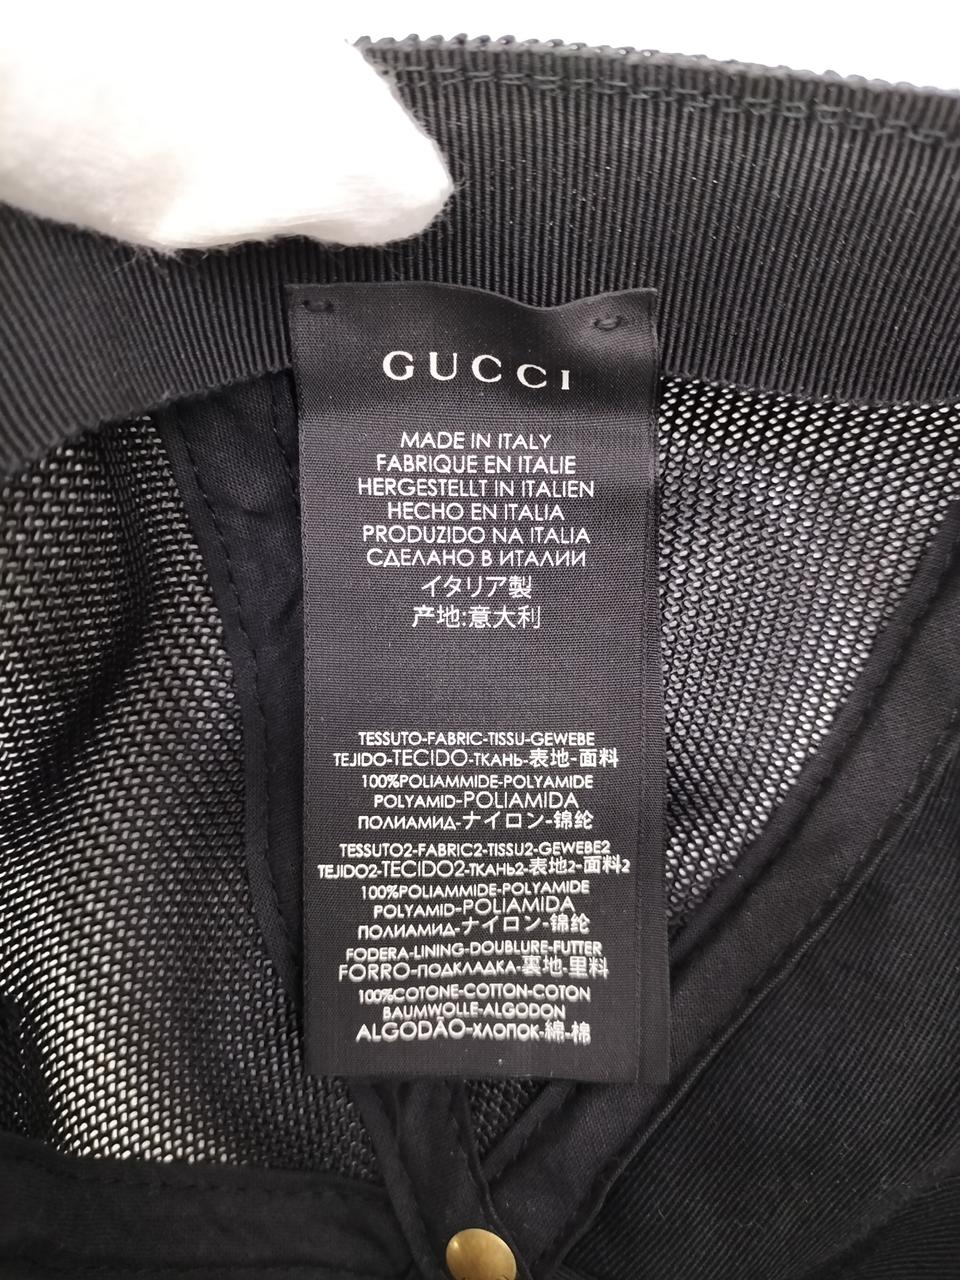 GUCCI
MADE IN ITALY
FABRIQUE EN ITALIE
HERGESTELLT IN ITALIEN
HECHO EN ITALIA
PRODUZIDO NA ITALIA
СДЕЛАНО В ИТАЛИИ
イタリア製
产地:意大利
TESSUTO-FABRIC-TISSU-GEWEBE
TEJIDO-TECIDO-ТКАНЬ-表地-面料
100%POLIAMMIDE-POLYAMIDE
POLYAMID-POLIAMIDA
ПОЛИАМИД-ナイロン-锦纶
TESSUTO2-FABRIC2-TISSU2-GEWEBE2
TEJIDO2-TECIDO2-ТКАНЬ2-表地2-面料2
100%POLIAMMIDE-POLYAMIDE
POLYAMID-POLIAMIDA
ПОЛИАМИД-ナイロン-锦纶
FODERA-LINING-DOUBLURE-FUTTER
FORRO-ПОДКЛАДКА-裏地-里料
100%COTONE-COTTON-COTON
BAUMWOLLE-ALGODON
ALGODÃO-ХЛОПОК-綿-棉